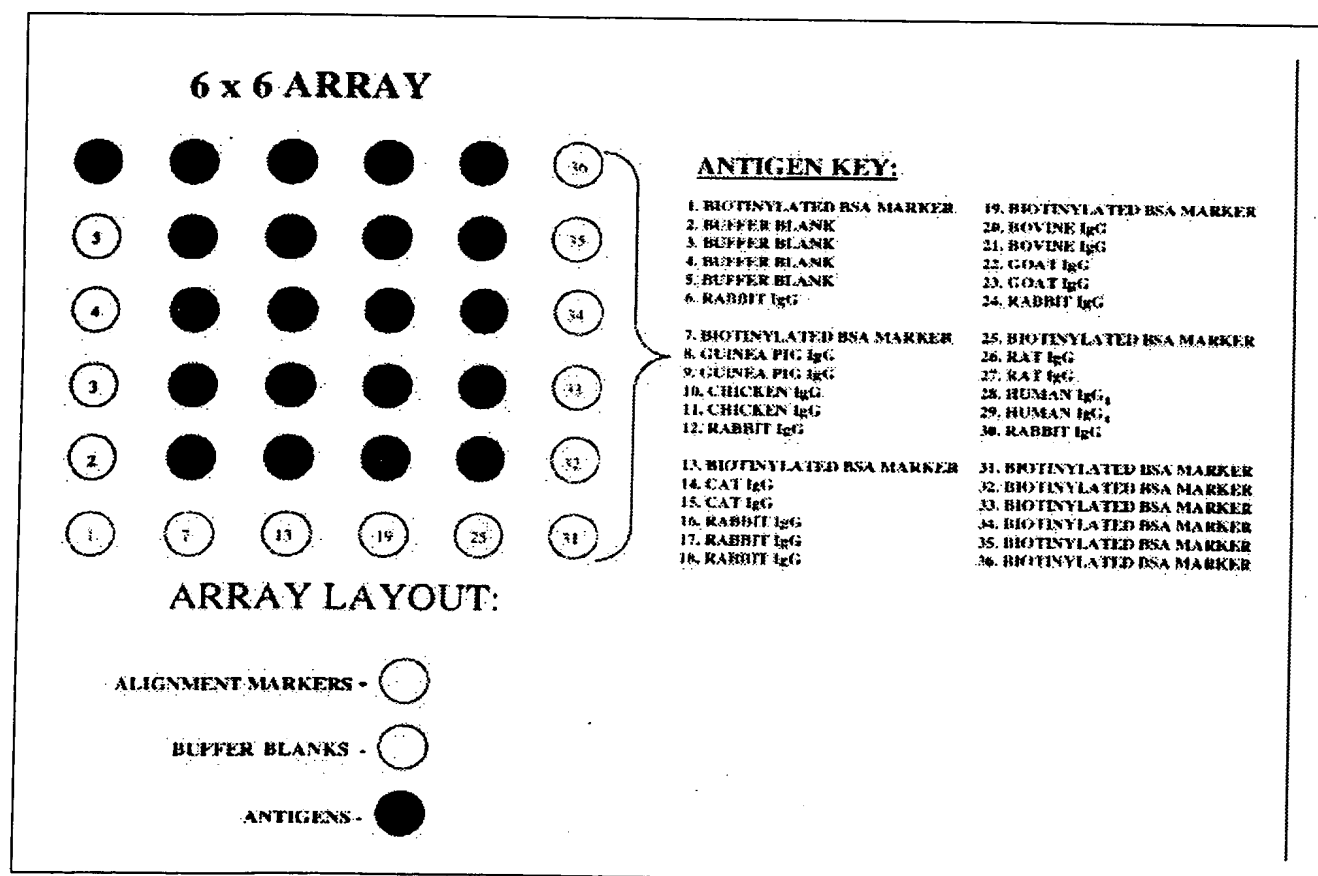 6 x 6 ARRAY
36
5 35
4 34
3 33
2 32
1 7 13 19 25 31
ARRAY LAYOUT:
ALIGNMENT MARKERS -
BUFFER BLANKS -
ANTIGENS -
ANTIGEN KEY:
1. BIOTINYLATED BSA MARKER
2. BUFFER BLANK
3. BUFFER BLANK
4. BUFFER BLANK
5. BUFFER BLANK
6. RABBIT IgG
7. BIOTINYLATED BSA MARKER
8. GUINEA PIG IgG
9. GUINEA PIG IgG
10. CHICKEN IgG
11. CHICKEN IgG
12. RABBIT IgG
13. BIOTINYLATED BSA MARKER
14. CAT IgG
15. CAT IgG
16. RABBIT IgG
17. RABBIT IgG
18. RABBIT IgG
19. BIOTINYLATED BSA MARKER
20. BOVINE IgG
21. BOVINE IgG
22. GOAT IgG
23. GOAT IgG
24. RABBIT IgG
25. BIOTINYLATED BSA MARKER
26. RAT IgG
27. RAT IgG
28. HUMAN
29. HUMAN
30. RABBIT IgG
31. BIOTINYLATED BSA MARKER
32. BIOTINYLATED BSA MARKER
33. BIOTINYLATED BSA MARKER
34. BIOTINYLATED BSA MARKER
35. BIOTINYLATED BSA MARKER
36. BIOTINYLATED BSA MARKER